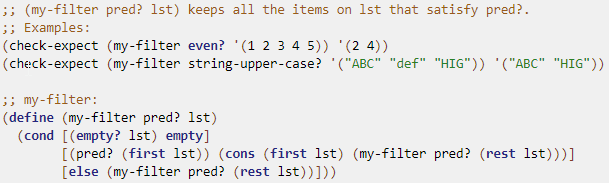 ;; (my-filter pred? lst) keeps all the items on lst that satisfy pred?.
;; Examples:
(check-expect (my-filter even? '(1 2 3 4 5)) '(2 4))
(check-expect (my-filter string-upper-case? '("ABC" "def" "HIG")) '("ABC" "HIG"))
;; my-filter:
(define (my-filter pred? lst)
(cond [(empty? lst) empty]
[(pred? (first lst)) (cons (first lst) (my-filter pred? (rest lst)))]
[else (my-filter pred? (rest lst))]))